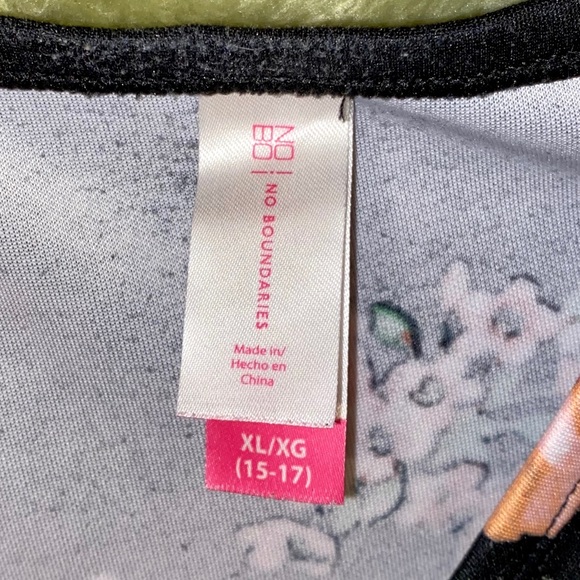 NO
BO
NO BOUNDARIES
Made in/
Hecho en
China
XL/XG
(15-17)